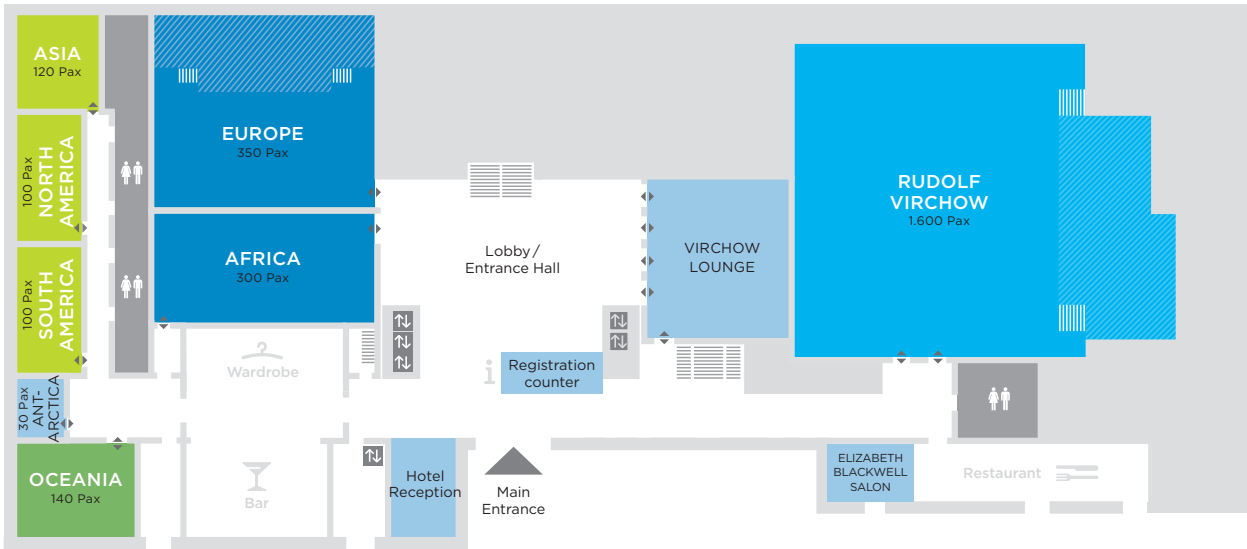 ASIA
120 Pax
EUROPE
350 Pax
100 Pax
NORTH
AMERICA
AFRICA
300 Pax
100 Pax
SOUTH
AMERICA
Lobby/
Entrance Hall
VIRCHOW
LOUNGE
RUDOLF
VIRCHOW
1.600 Pax
Wardrobe
i
Registration
counter
30 Pax
ANT-
ARCTICA
OCEANIA
140 Pax
Bar
Hotel
Reception
Main
Entrance
ELIZABETH
BLACKWELL
SALON
Restaurant